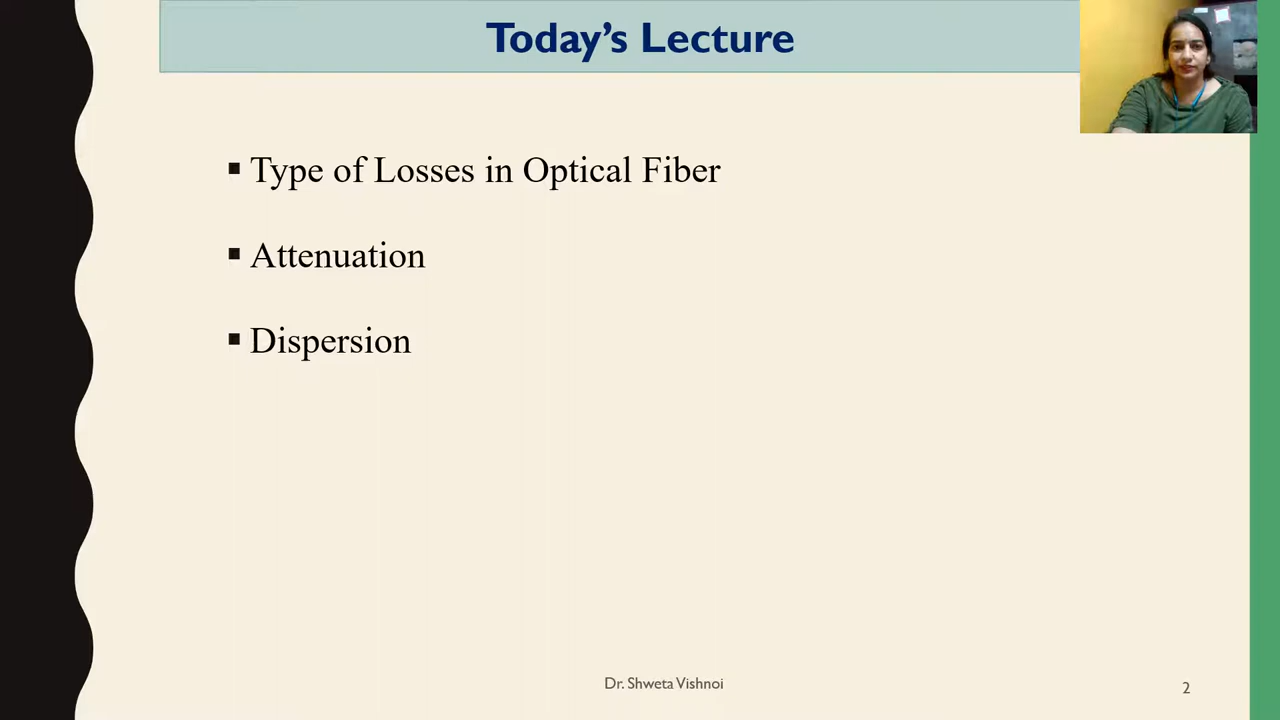 Today’s Lecture
▪ Type of Losses in Optical Fiber
▪ Attenuation
▪ Dispersion
Dr. Shweta Vishnoi
2